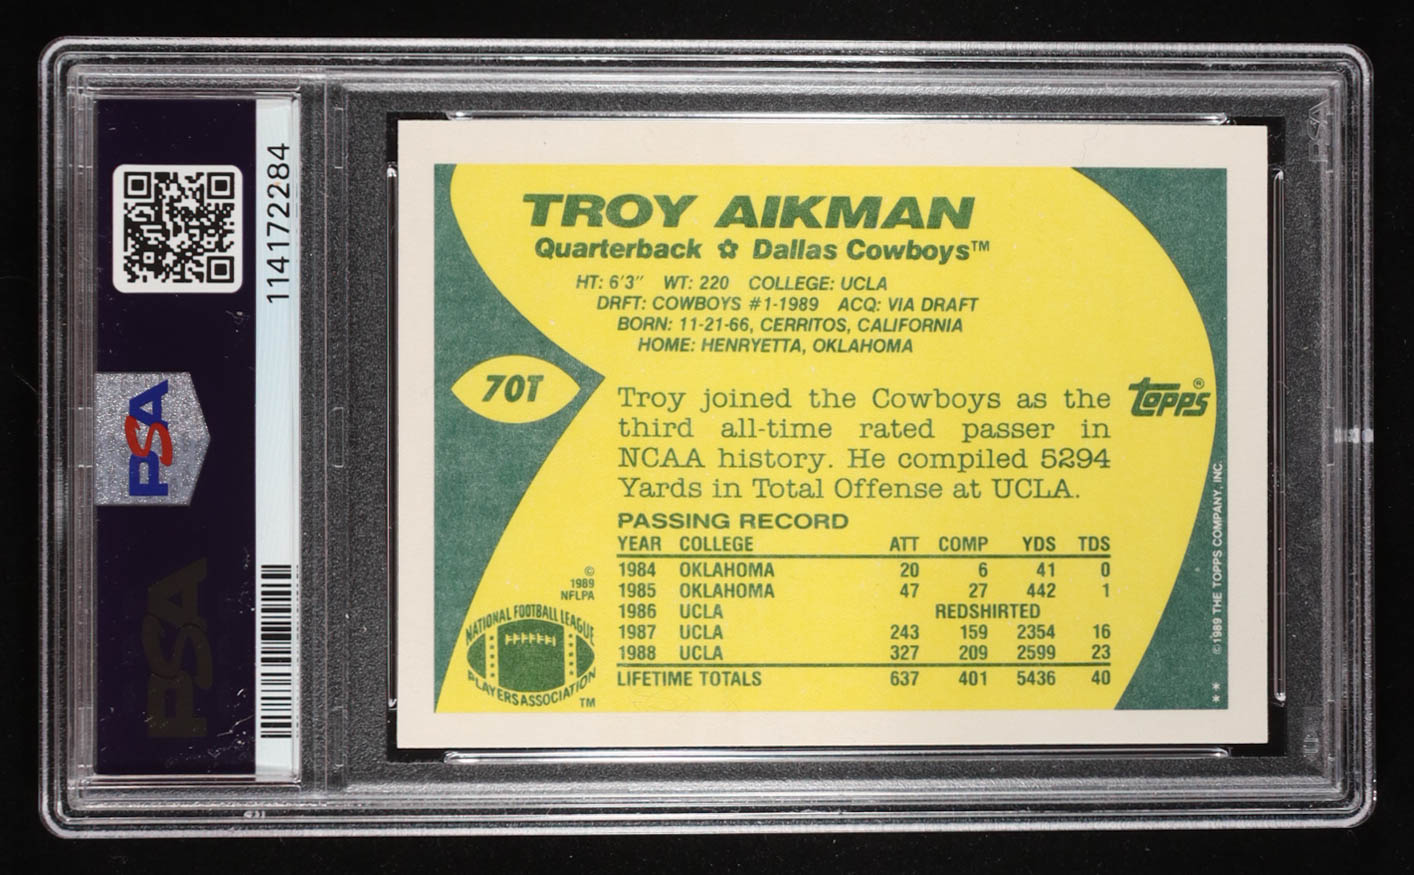 114172284
PSA
PSA
TROY AIKMAN
Quarterback ✩ Dallas Cowboys™
HT: 6'3" WT: 220 COLLEGE: UCLA
DRFT: COWBOYS #1-1989 ACQ: VIA DRAFT
BORN: 11-21-66, CERRITOS, CALIFORNIA
HOME: HENRYETTA, OKLAHOMA
70T
Troy joined the Cowboys as the
third all-time rated passer in
NCAA history. He compiled 5294
Yards in Total Offense at UCLA.
TOPPS®
PASSING RECORD
YEAR COLLEGE ATT COMP YDS TDS
1984 OKLAHOMA 20 6 41 0
1985 OKLAHOMA 47 27 442 1
1986 UCLA REDSHIRTED
1987 UCLA 243 159 2354 16
1988 UCLA 327 209 2599 23
LIFETIME TOTALS 637 401 5436 40
©
1989
NFLPA
NATIONAL FOOTBALL LEAGUE
PLAYERS ASSOCIATION
TM
** ©1989 THE TOPPS COMPANY, INC.
PSA